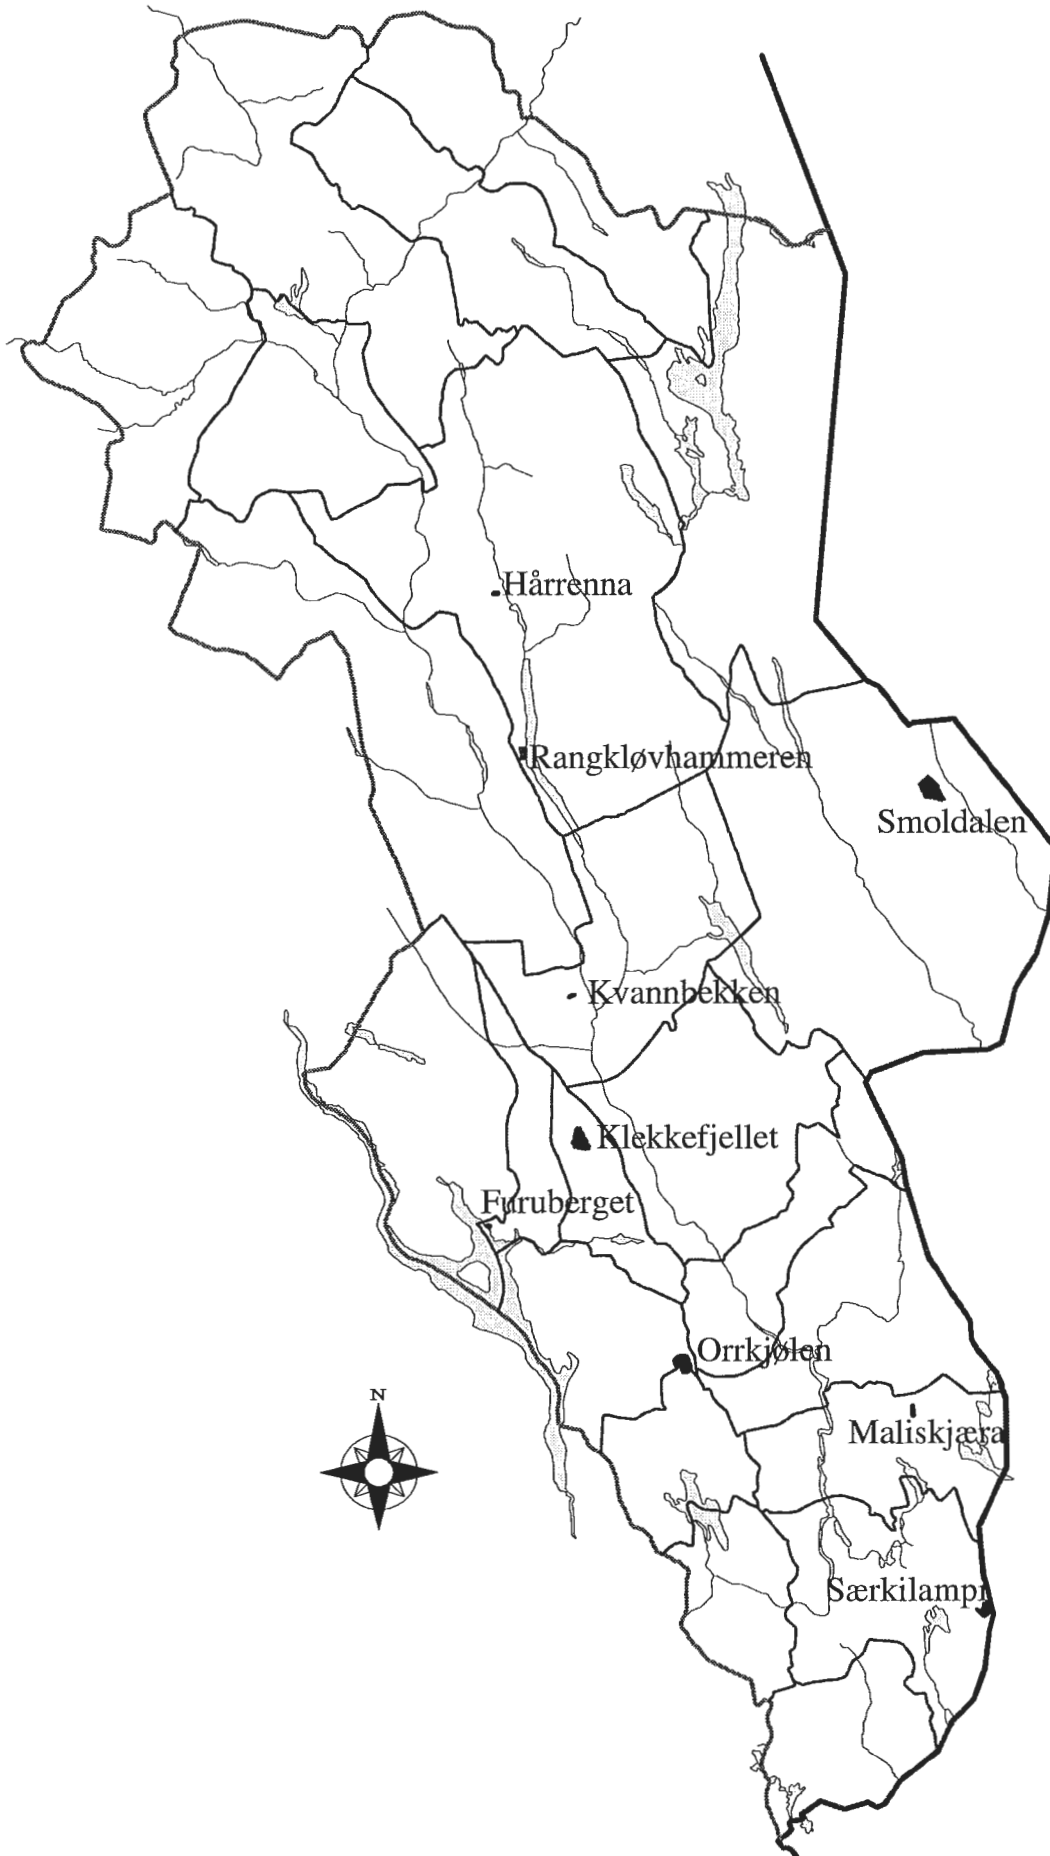 Hårrenna
Rangkløvhammeren
Smoldalen
Kvannbekken
Klekkefjellet
Furuberget
Orrkjølen
N
Maliskjæra
Særkilampi